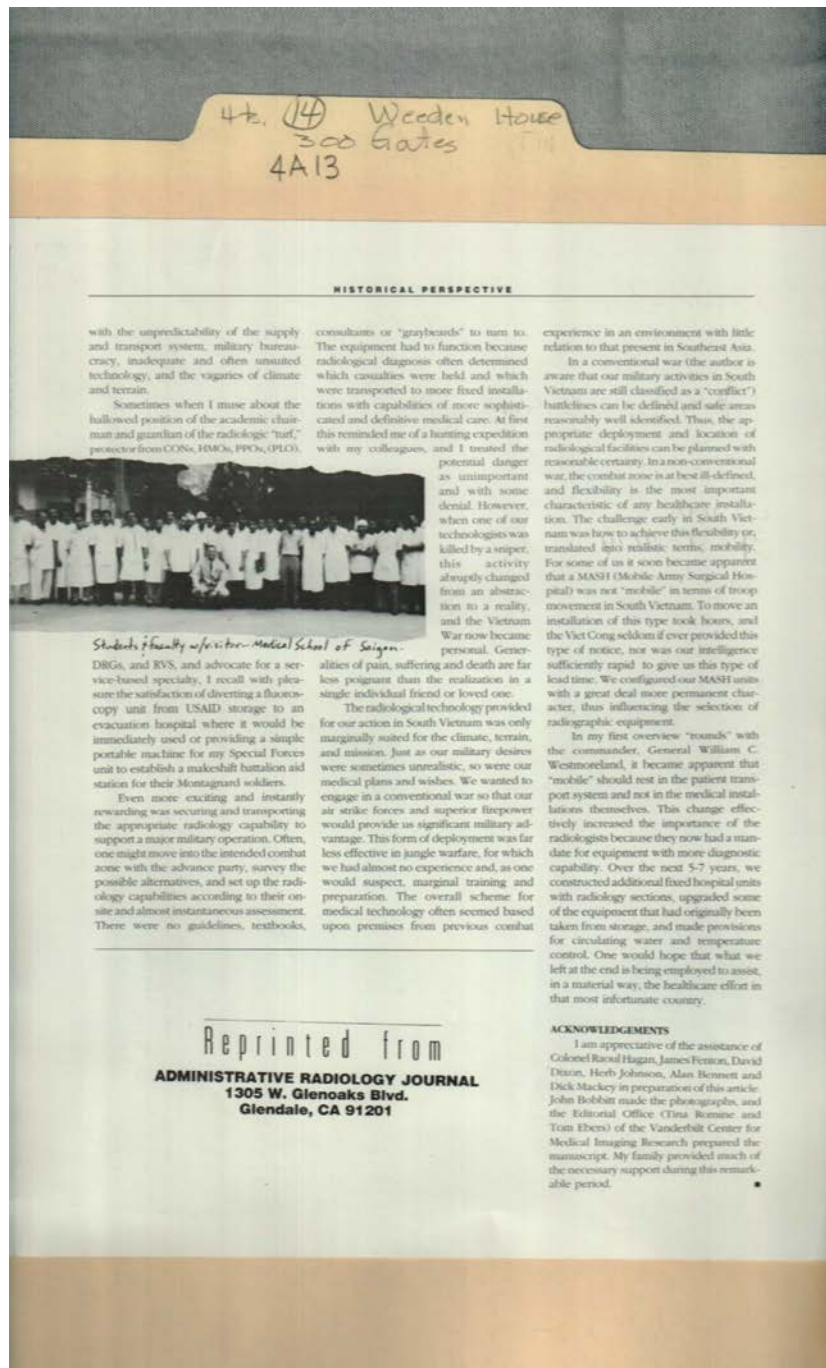 4k. 14 Weeden House
300 Gates
4A13
HISTORICAL PERSPECTIVE
with the unpredictability of the supply
and transport system, military bureau-
cracy, inadequate and often unsuited
technology, and the vagaries of climate
and terrain.
Sometimes when I muse about the
hallowed position of the academic chair-
man and guardian of the radiologic "turf,"
protector from CONs, HMOs, PPOs, (PLO),
Students & faculty w/visitor - Medical School of Saigon.
DRGs, and RVS, and advocate for a ser-
vice-based specialty, I recall with plea-
sure the satisfaction of diverting a fluoros-
copy unit from USAID storage to an
evacuation hospital where it would be
immediately used or providing a simple
portable machine for my Special Forces
unit to establish a makeshift battalion aid
station for their Montagnard soldiers.
Even more exciting and instantly
rewarding was securing and transporting
the appropriate radiology capability to
support a major military operation. Often,
one might move into the intended combat
zone with the advance party, survey the
possible alternatives, and set up the radi-
ology capabilities according to their on-
site and almost instantaneous assessment.
There were no guidelines, textbooks,
consultants or "graybeards" to turn to.
The equipment had to function because
radiological diagnosis often determined
which casualties were held and which
were transported to more fixed installa-
tions with capabilities of more sophisti-
cated and definitive medical care. At first
this reminded me of a hunting expedition
with my colleagues, and I treated the
potential danger
as unimportant
and with some
denial. However,
when one of our
technologists was
killed by a sniper,
this activity
abruptly changed
from an abstrac-
tion to a reality,
and the Vietnam
War now became
personal. Gener-
alities of pain, suffering and death are far
less poignant than the realization in a
single individual friend or loved one.
The radiological technology provided
for our action in South Vietnam was only
marginally suited for the climate, terrain,
and mission. Just as our military desires
were sometimes unrealistic, so were our
medical plans and wishes. We wanted to
engage in a conventional war so that our
air strike forces and superior firepower
would provide us significant military ad-
vantage. This form of deployment was far
less effective in jungle warfare, for which
we had almost no experience and, as one
would suspect, marginal training and
preparation. The overall scheme for
medical technology often seemed based
upon premises from previous combat
experience in an environment with little
relation to that present in Southeast Asia.
In a conventional war (the author is
aware that our military activities in South
Vietnam are still classified as a "conflict")
battlelines can be defined and safe areas
reasonably well identified. Thus, the ap-
propriate deployment and location of
radiological facilities can be planned with
reasonable certainty. In a non-conventional
war, the combat zone is at best ill-defined,
and flexibility is the most important
characteristic of any healthcare installa-
tion. The challenge early in South Viet-
nam was how to achieve this flexibility or,
translated into realistic terms, mobility.
For some of us it soon became apparent
that a MASH (Mobile Army Surgical Hos-
pital) was not "mobile" in terms of troop
movement in South Vietnam. To move an
installation of this type took hours, and
the Viet Cong seldom if ever provided this
type of notice, nor was our intelligence
sufficiently rapid to give us this type of
lead time. We configured our MASH units
with a great deal more permanent char-
acter, thus influencing the selection of
radiographic equipment.
In my first overview "rounds" with
the commander, General William C.
Westmoreland, it became apparent that
"mobile" should rest in the patient trans-
port system and not in the medical instal-
lations themselves. This change effec-
tively increased the importance of the
radiologists because they now had a man-
date for equipment with more diagnostic
capability. Over the next 5-7 years, we
constructed additional fixed hospital units
with radiology sections, upgraded some
of the equipment that had originally been
taken from storage, and made provisions
for circulating water and temperature
control. One would hope that what we
left at the end is being employed to assist,
in a material way, the healthcare effort in
that most infortunate country.
ACKNOWLEDGEMENTS
I am appreciative of the assistance of
Colonel Raoul Hagan, James Fenton, David
Dixon, Herb Johnson, Alan Bennett and
Dick Mackey in preparation of this article.
John Bobbitt made the photographs, and
the Editorial Office (Tina Romine and
Tom Ebers) of the Vanderbilt Center for
Medical Imaging Research prepared the
manuscript. My family provided much of
the necessary support during this remark-
able period.
Reprinted from
ADMINISTRATIVE RADIOLOGY JOURNAL
1305 W. Glenoaks Blvd.
Glendale, CA 91201